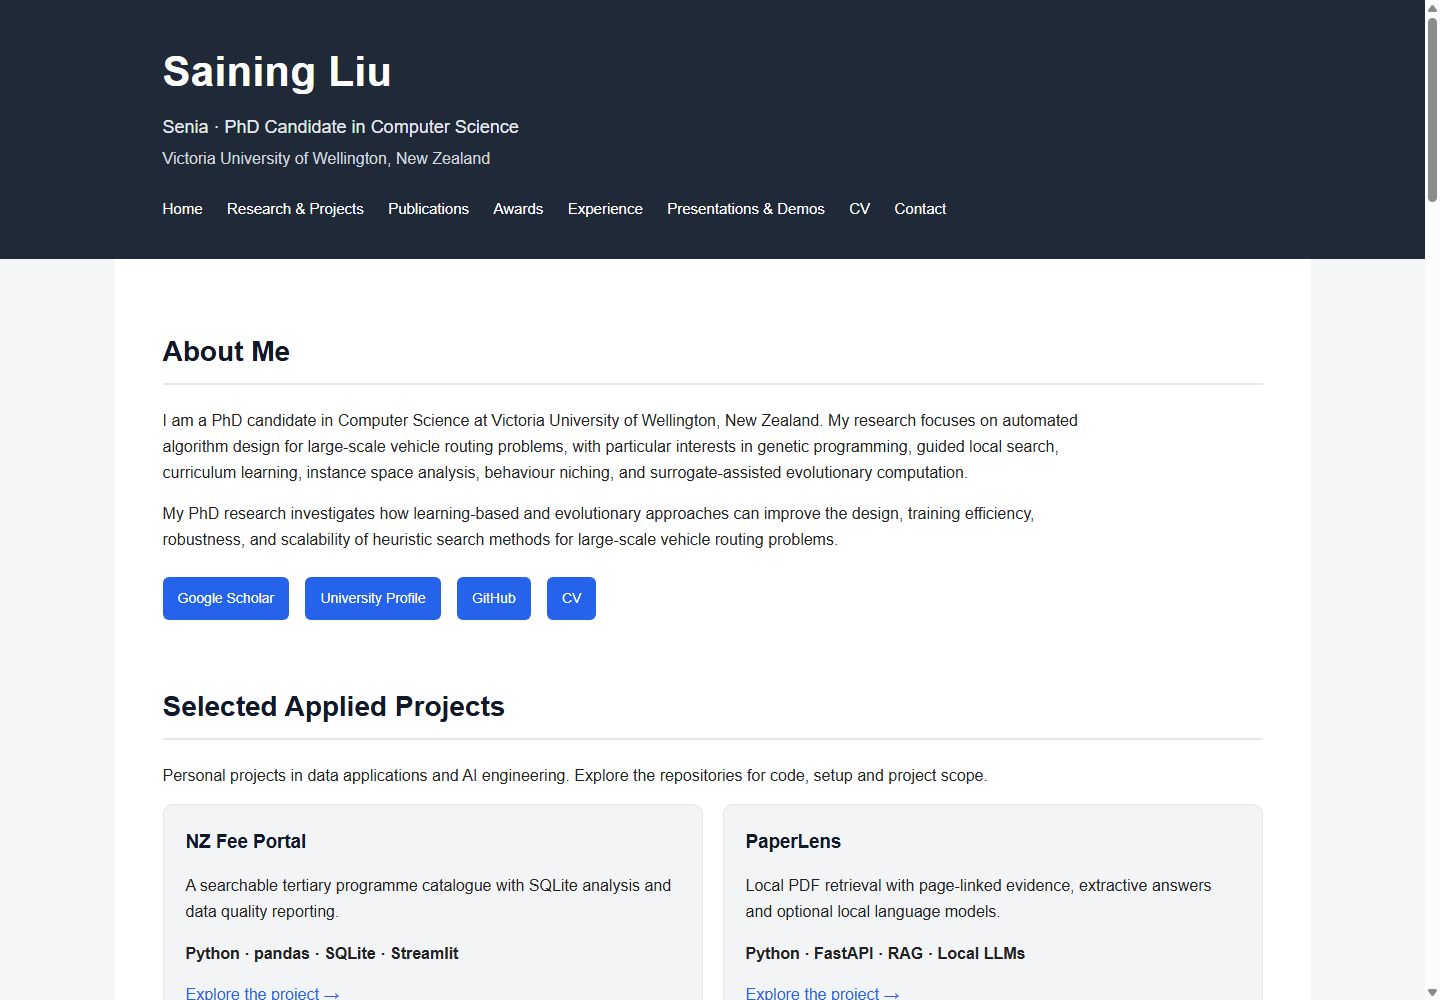 Saining Liu
Senia · PhD Candidate in Computer Science
Victoria University of Wellington, New Zealand
Home Research & Projects Publications Awards Experience Presentations & Demos CV Contact
About Me
I am a PhD candidate in Computer Science at Victoria University of Wellington, New Zealand. My research focuses on automated
algorithm design for large-scale vehicle routing problems, with particular interests in genetic programming, guided local search,
curriculum learning, instance space analysis, behaviour niching, and surrogate-assisted evolutionary computation.
My PhD research investigates how learning-based and evolutionary approaches can improve the design, training efficiency,
robustness, and scalability of heuristic search methods for large-scale vehicle routing problems.
Google Scholar University Profile GitHub CV
Selected Applied Projects
Personal projects in data applications and AI engineering. Explore the repositories for code, setup and project scope.
NZ Fee Portal
A searchable tertiary programme catalogue with SQLite analysis and
data quality reporting.
Python · pandas · SQLite · Streamlit
Explore the project →
PaperLens
Local PDF retrieval with page-linked evidence, extractive answers
and optional local language models.
Python · FastAPI · RAG · Local LLMs
Explore the project →